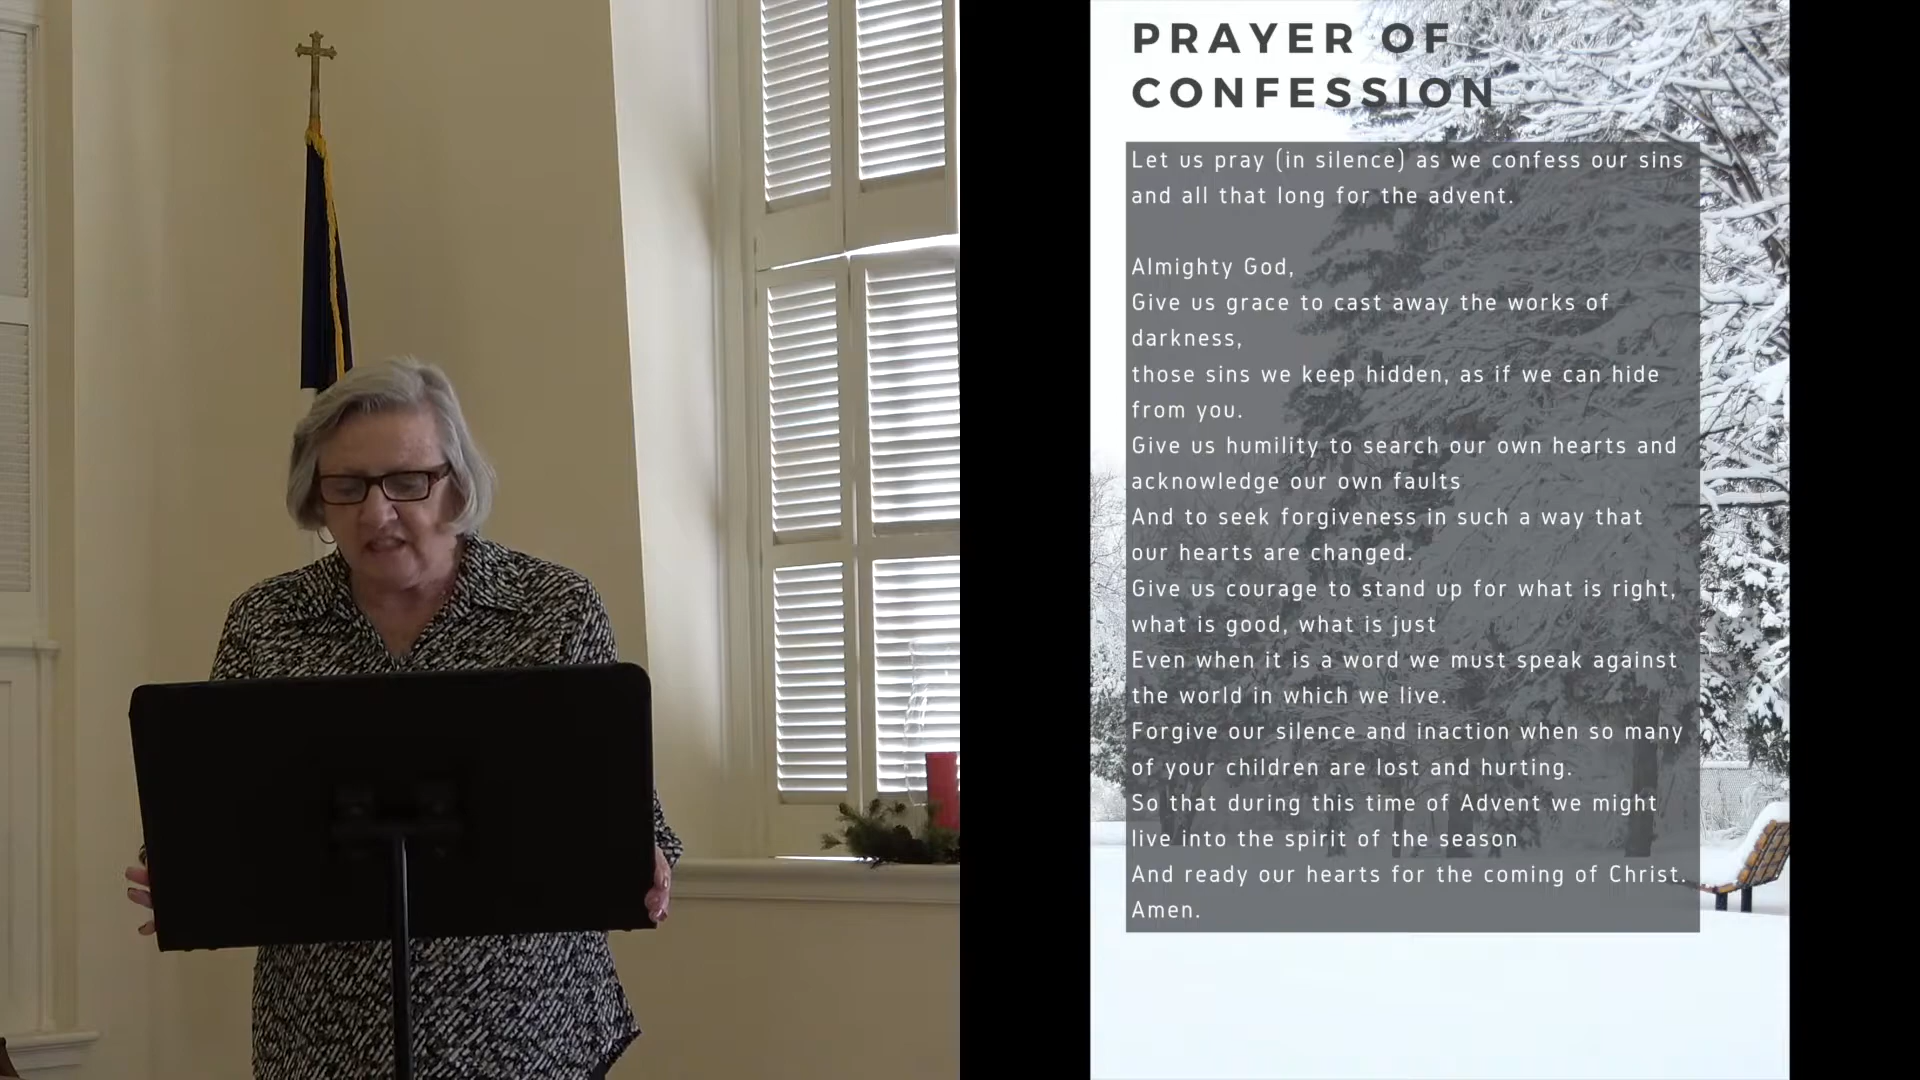 PRAYER OF
CONFESSION
Let us pray (in silence) as we confess our sins
and all that long for the advent.
Almighty God,
Give us grace to cast away the works of
darkness,
those sins we keep hidden, as if we can hide
from you.
Give us humility to search our own hearts and
acknowledge our own faults
And to seek forgiveness in such a way that
our hearts are changed.
Give us courage to stand up for what is right,
what is good, what is just
Even when it is a word we must speak against
the world in which we live.
Forgive our silence and inaction when so many
of your children are lost and hurting.
So that during this time of Advent we might
live into the spirit of the season
And ready our hearts for the coming of Christ.
Amen.